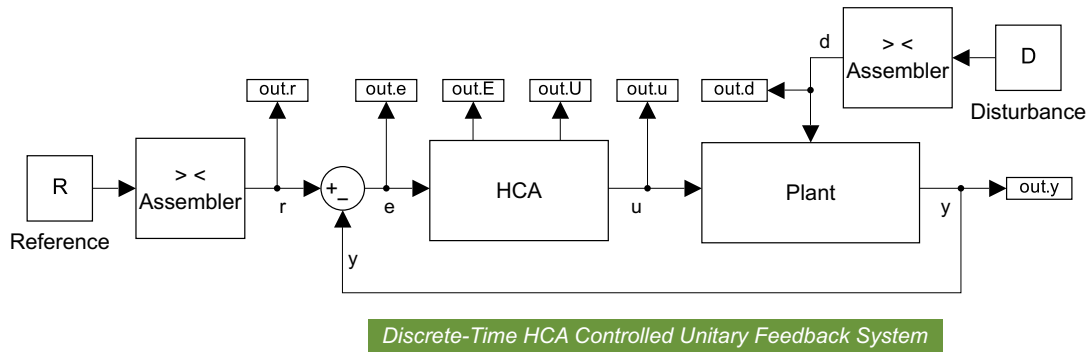 d
> <
Assembler
D
Disturbance
out.r
out.e
out.E
out.U
out.u
out.d
R
Reference
> <
Assembler
r
+
−
e
HCA
u
Plant
y
out.y
y
Discrete-Time HCA Controlled Unitary Feedback System